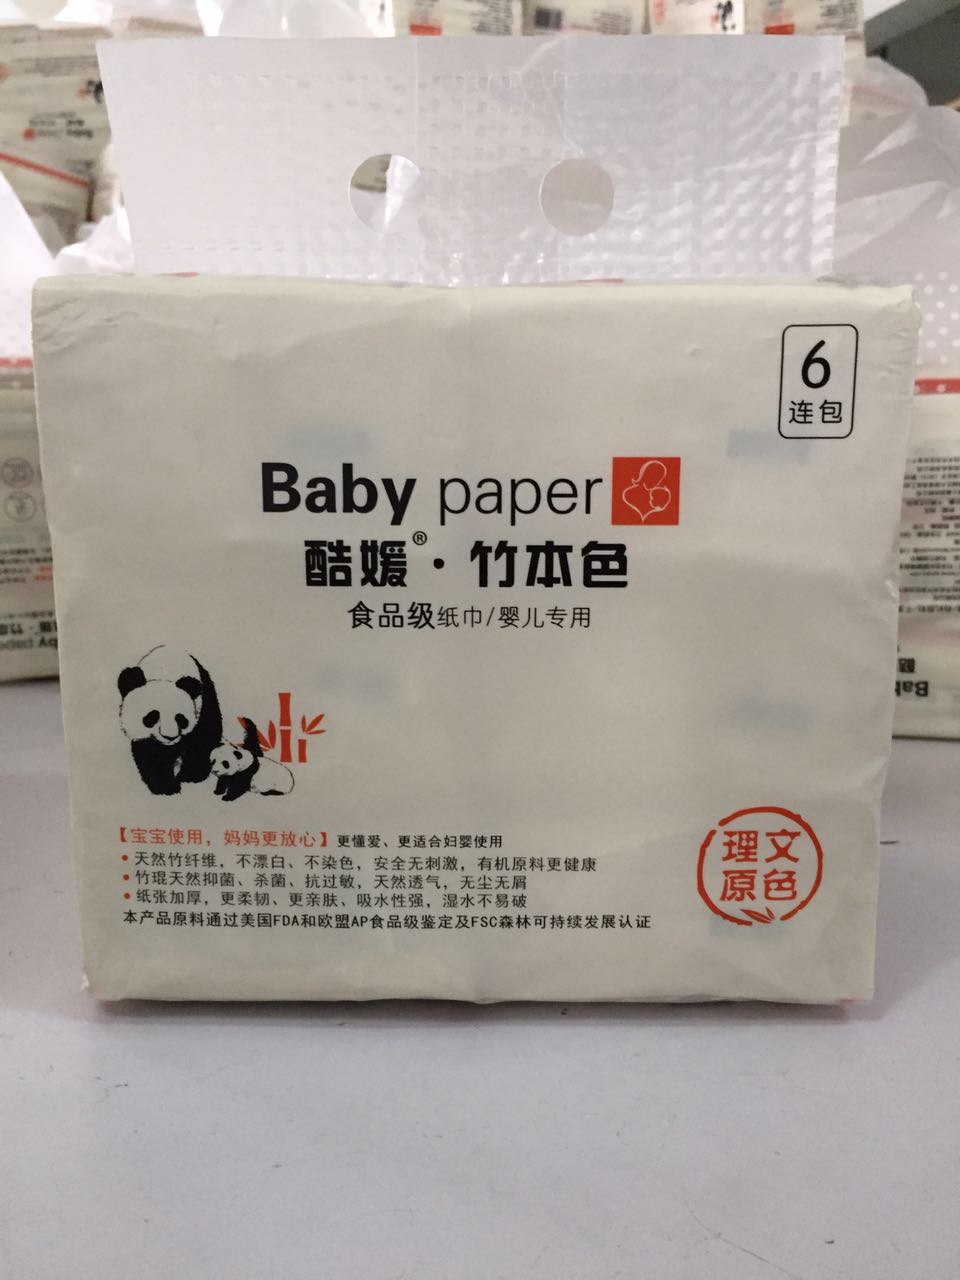 6
连包
Baby paper
酷媛®·竹本色
食品级纸巾/婴儿专用
【宝宝使用，妈妈更放心】更懂爱、更适合妇婴使用
•天然竹纤维，不漂白、不染色，安全无刺激，有机原料更健康
•竹琨天然抑菌、杀菌、抗过敏，天然透气，无尘无屑
•纸张加厚，更柔韧、更亲肤、吸水性强，湿水不易破
本产品原料通过美国FDA和欧盟AP食品级鉴定及FSC森林可持续发展认证
理文
原色